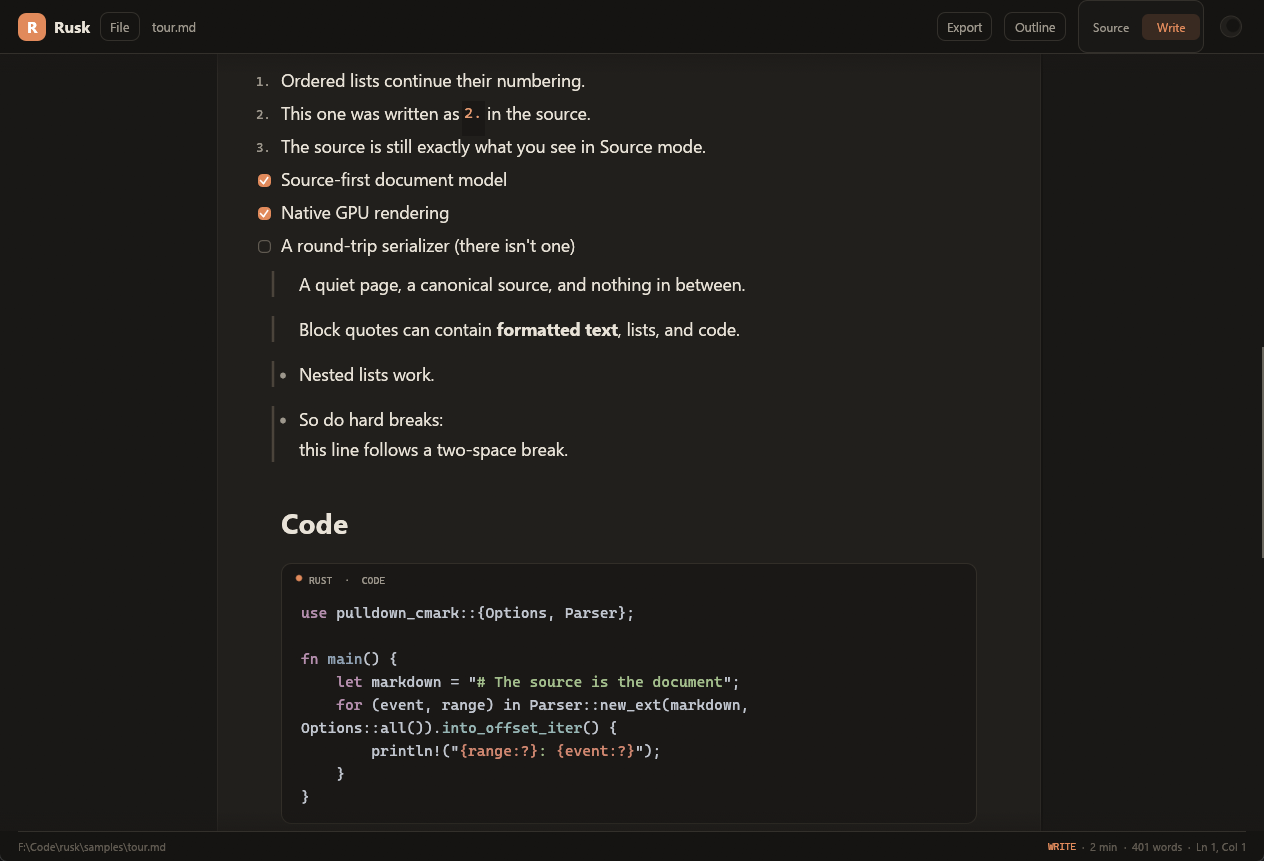 R Rusk File tour.md Export Outline Source Write
1. Ordered lists continue their numbering.
2. This one was written as 2. in the source.
3. The source is still exactly what you see in Source mode.
Source-first document model
Native GPU rendering
A round-trip serializer (there isn't one)
A quiet page, a canonical source, and nothing in between.
Block quotes can contain formatted text, lists, and code.
• Nested lists work.
• So do hard breaks:
this line follows a two-space break.
Code
RUST · CODE
use pulldown_cmark::{Options, Parser};
fn main() {
    let markdown = "# The source is the document";
    for (event, range) in Parser::new_ext(markdown,
Options::all()).into_offset_iter() {
        println!("{range:?}: {event:?}");
    }
}
F:\Code\rusk\samples\tour.md WRITE · 2 min · 401 words · Ln 1, Col 1